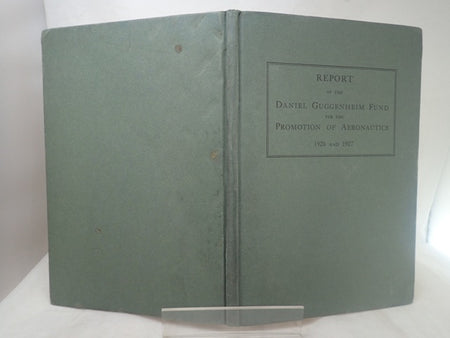 REPORT
OF THE
DANIEL GUGGENHEIM FUND
FOR THE
PROMOTION OF AERONAUTICS
1926 AND 1927